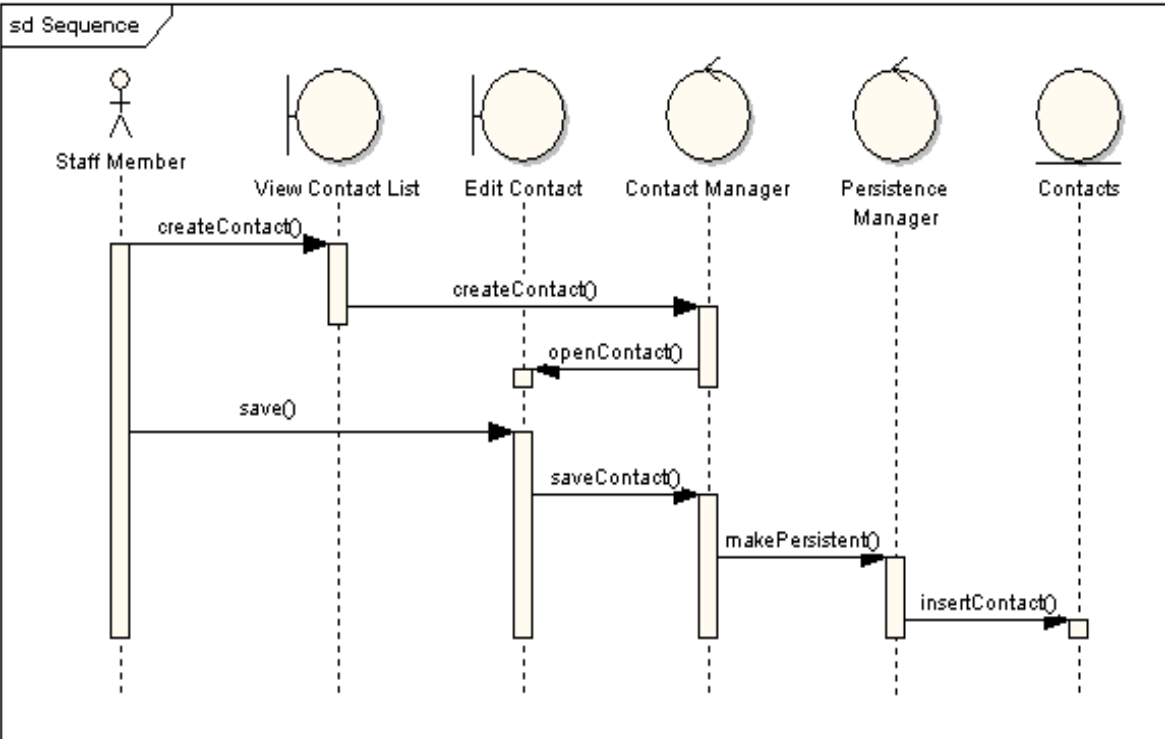 sd Sequence
Staff Member
View Contact List
Edit Contact
Contact Manager
Persistence
Manager
Contacts
createContact()
createContact()
openContact()
save()
saveContact()
makePersistent()
insertContact()